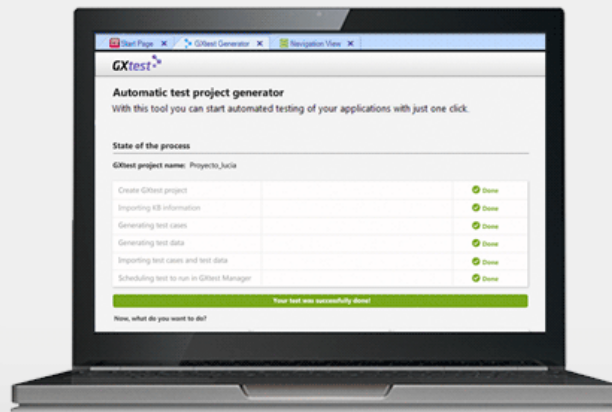 Start Page X GXtest Generator X Navigation View X
GXtest
Automatic test project generator
With this tool you can start automated testing of your applications with just one click.
State of the process
GXtest project name: Proyecto_lucia
Create GXtest project Done
Importing KB information Done
Generating test cases Done
Generating test data Done
Importing test cases and test data Done
Scheduling test to run in GXtest Manager Done
Your test was successfully done!
Now, what do you want to do?